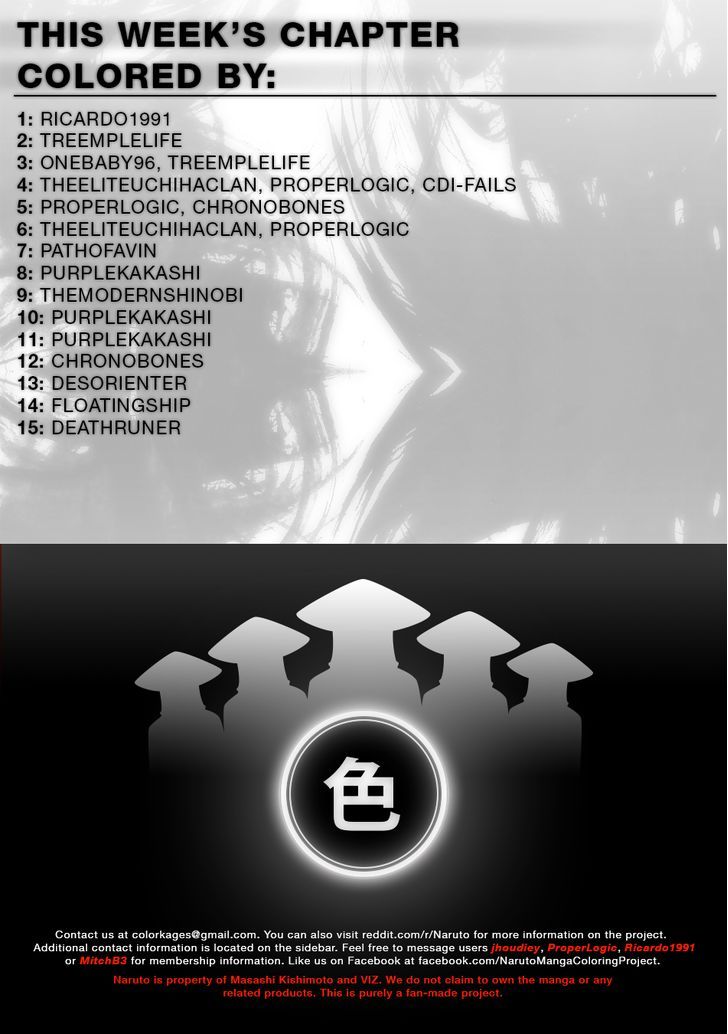 THIS WEEK'S CHAPTER
COLORED BY:
1: RICARDO1991
2: TREEMPLELIFE
3: ONEBABY96, TREEMPLELIFE
4: THEELITEUCHIHACLAN, PROPERLOGIC, CDI-FAILS
5: PROPERLOGIC, CHRONOBONES
6: THEELITEUCHIHACLAN, PROPERLOGIC
7: PATHOFAVIN
8: PURPLEKAKASHI
9: THEMODERNSHINOBI
10: PURPLEKAKASHI
11: PURPLEKAKASHI
12: CHRONOBONES
13: DESORIENTER
14: FLOATINGSHIP
15: DEATHRUNER
色
Contact us at colorkages@gmail.com. You can also visit reddit.com/r/Naruto for more information on the project.
Additional contact information is located on the sidebar. Feel free to message users jhoudiey, ProperLogic, Ricardo1991
or MitchB3 for membership information. Like us on Facebook at facebook.com/NarutoMangaColoringProject.
Naruto is property of Masashi Kishimoto and VIZ. We do not claim to own the manga or any
related products. This is purely a fan-made project.